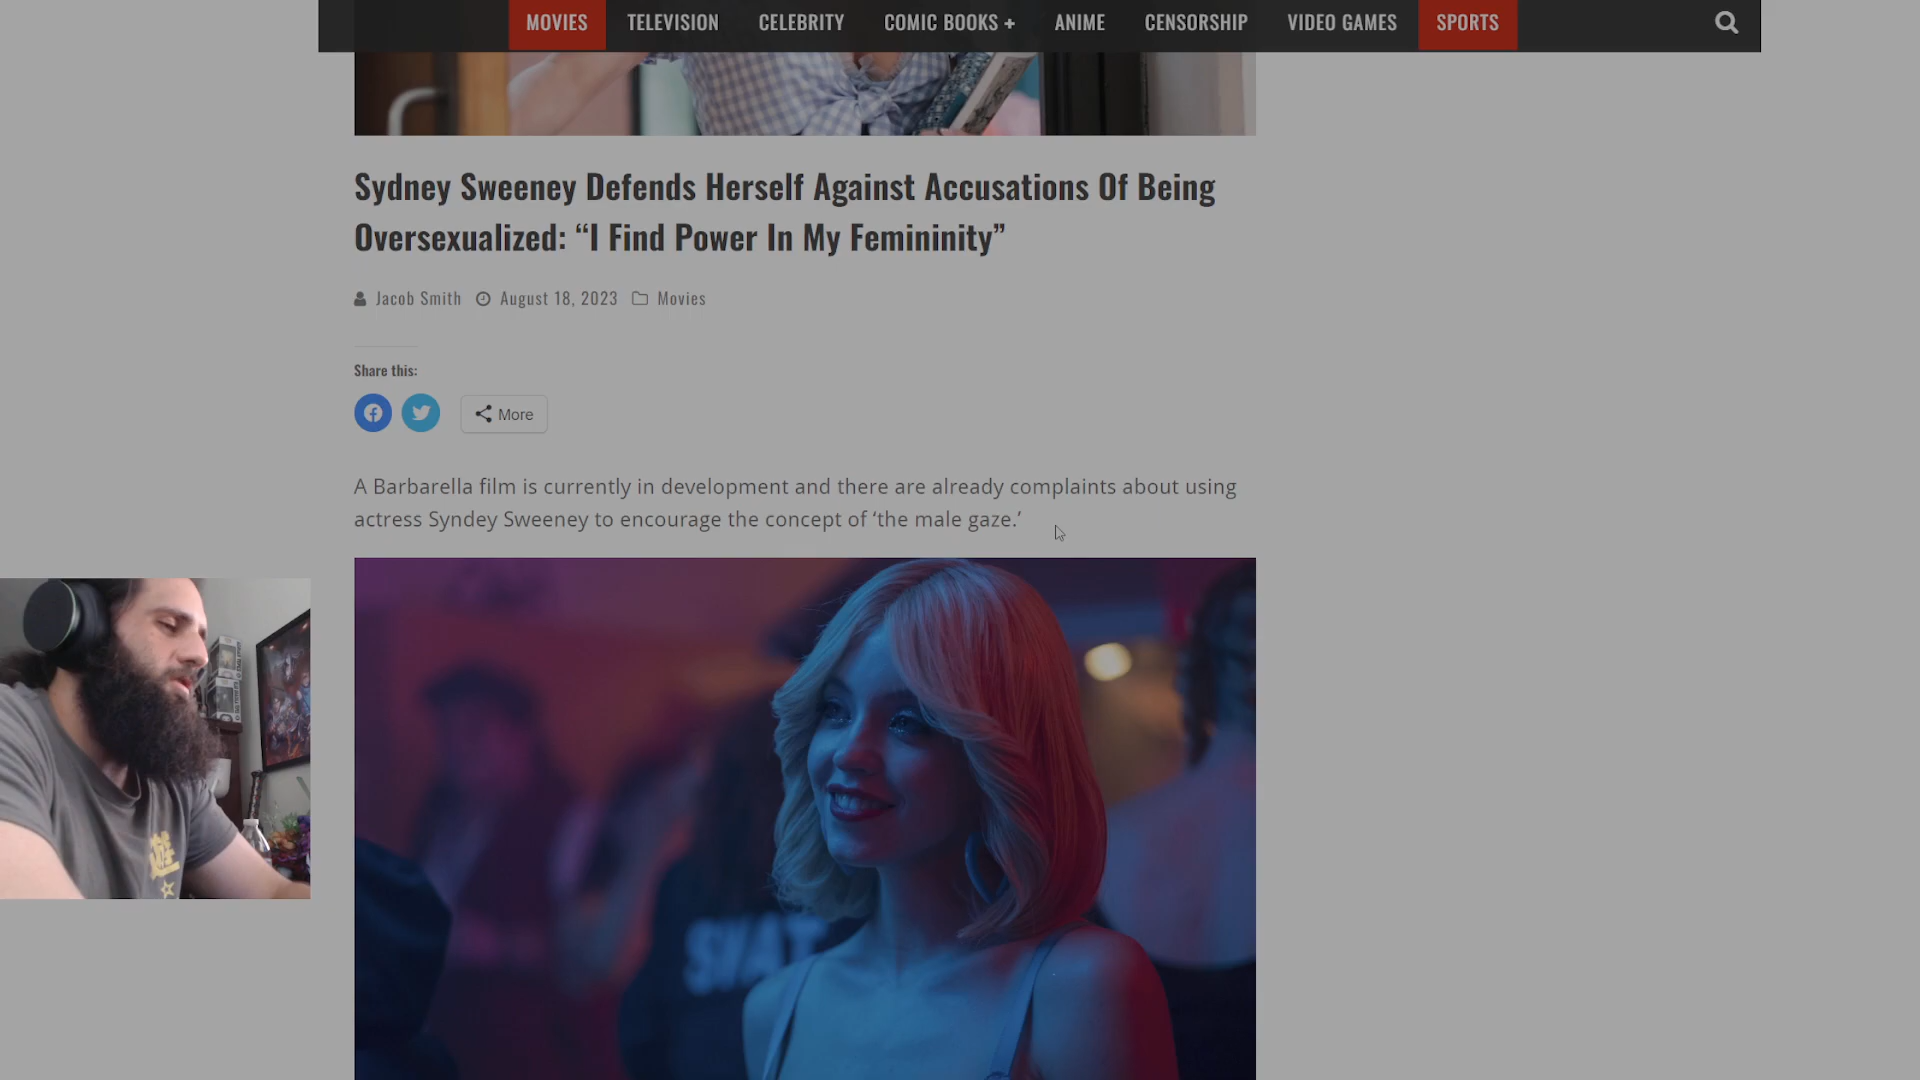 MOVIES TELEVISION CELEBRITY COMIC BOOKS + ANIME CENSORSHIP VIDEO GAMES SPORTS
Sydney Sweeney Defends Herself Against Accusations Of Being
Oversexualized: “I Find Power In My Femininity”
Jacob Smith August 18, 2023 Movies
Share this:
More
A Barbarella film is currently in development and there are already complaints about using
actress Syndey Sweeney to encourage the concept of ‘the male gaze.’